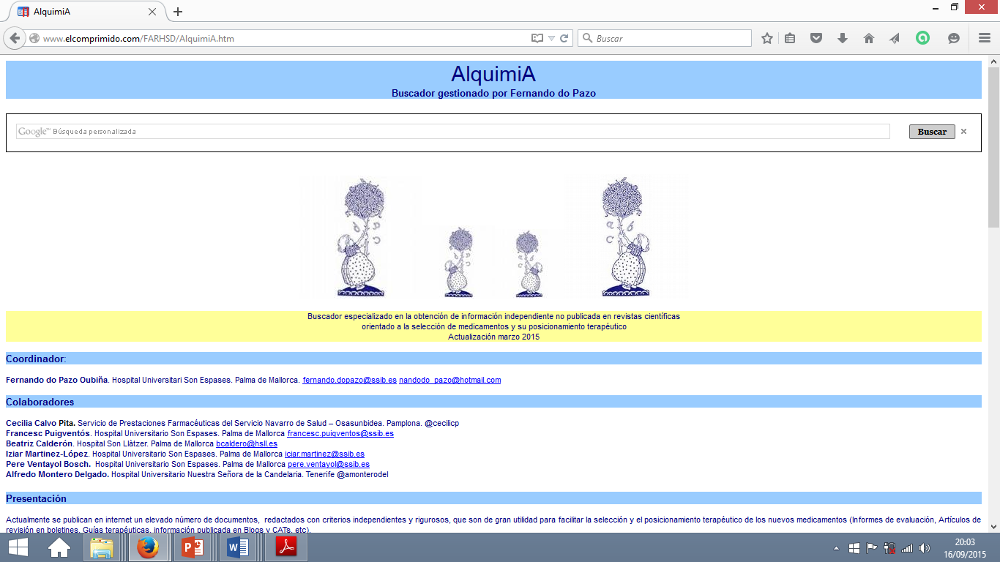 AlquimiA
www.elcomprimido.com/FARHSD/AlquimiA.htm
Buscar
AlquimiA
Buscador gestionado por Fernando do Pazo
Google™ Búsqueda personalizada
Buscar
Buscador especializado en la obtención de información independiente no publicada en revistas científicas
orientado a la selección de medicamentos y su posicionamiento terapéutico
Actualización marzo 2015
Coordinador:
Fernando do Pazo Oubiña. Hospital Universitari Son Espases. Palma de Mallorca. fernando.dopazo@ssib.es nandodo_pazo@hotmail.com
Colaboradores
Cecilia Calvo Pita. Servicio de Prestaciones Farmacéuticas del Servicio Navarro de Salud – Osasunbidea. Pamplona. @cecilicp
Francesc Puigventós. Hospital Universitario Son Espases. Palma de Mallorca francesc.puigventos@ssib.es
Beatriz Calderón. Hospital Son Llàtzer. Palma de Mallorca bcaldero@hsll.es
Iziar Martinez-López. Hospital Universitario Son Espases. Palma de Mallorca iciar.martinez@ssib.es
Pere Ventayol Bosch. Hospital Universitario Son Espases. Palma de Mallorca pere.ventayol@ssib.es
Alfredo Montero Delgado. Hospital Universitario Nuestra Señora de la Candelaria. Tenerife @amonterodel
Presentación
Actualmente se publican en internet un elevado número de documentos, redactados con criterios independientes y rigurosos, que son de gran utilidad para facilitar la selección y el posicionamiento terapéutico de los nuevos medicamentos (Informes de evaluación, Artículos de
revisión en boletines, Guías terapéuticas, información publicada en Blogs y CATs, etc).
20:03
16/09/2015